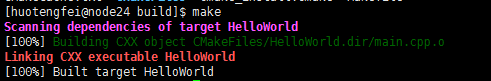 [huotengfei@node24 build]$ make
Scanning dependencies of target HelloWorld
[100%] Building CXX object CMakeFiles/HelloWorld.dir/main.cpp.o
Linking CXX executable HelloWorld
[100%] Built target HelloWorld